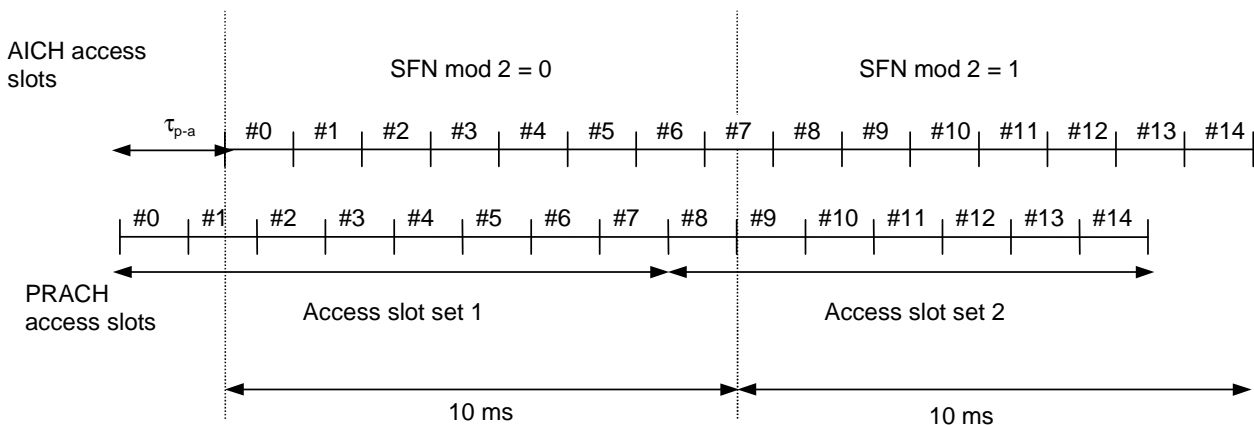 AICH access
slots
SFN mod 2 = 0
SFN mod 2 = 1
τp-a
#0 #1 #2 #3 #4 #5 #6 #7 #8 #9 #10 #11 #12 #13 #14
#0 #1 #2 #3 #4 #5 #6 #7 #8 #9 #10 #11 #12 #13 #14
PRACH
access slots
Access slot set 1
Access slot set 2
10 ms
10 ms